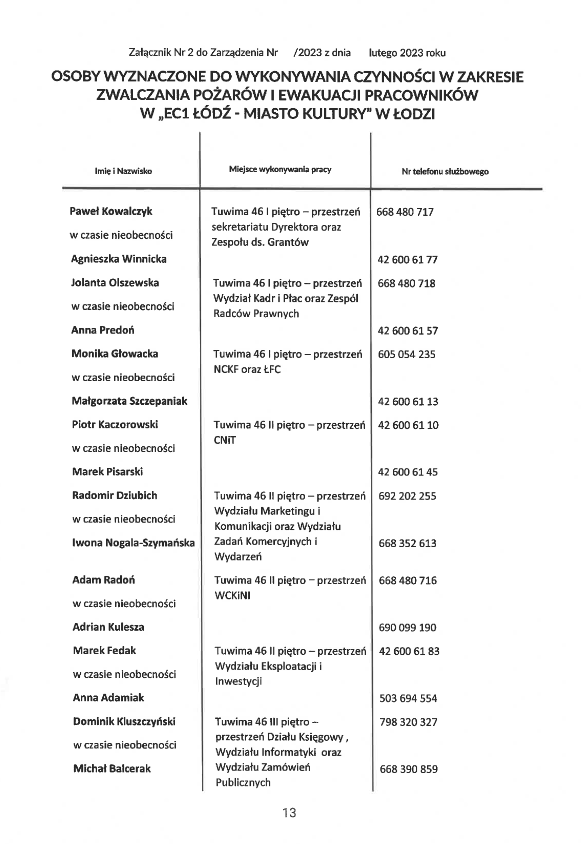 Załącznik Nr 2 do Zarządzenia Nr /2023 z dnia lutego 2023 roku
OSOBY WYZNACZONE DO WYKONYWANIA CZYNNOŚCI W ZAKRESIE
ZWALCZANIA POŻARÓW I EWAKUACJI PRACOWNIKÓW
W „EC1 ŁÓDŹ - MIASTO KULTURY" W ŁODZI
Imię i Nazwisko Miejsce wykonywania pracy Nr telefonu służbowego
Paweł Kowalczyk Tuwima 46 I piętro – przestrzeń 668 480 717
sekretariatu Dyrektora oraz
w czasie nieobecności
Zespołu ds. Grantów
Agnieszka Winnicka 42 600 61 77
Jolanta Olszewska Tuwima 46 I piętro – przestrzeń 668 480 718
Wydział Kadr i Płac oraz Zespół
w czasie nieobecności
Radców Prawnych
Anna Predoń 42 600 61 57
Monika Głowacka Tuwima 46 I piętro – przestrzeń 605 054 235
NCKF oraz ŁFC
w czasie nieobecności
Małgorzata Szczepaniak 42 600 61 13
Piotr Kaczorowski Tuwima 46 II piętro – przestrzeń 42 600 61 10
CNiT
w czasie nieobecności
Marek Pisarski 42 600 61 45
Radomir Dziubich Tuwima 46 II piętro – przestrzeń 692 202 255
Wydziału Marketingu i
w czasie nieobecności
Komunikacji oraz Wydziału
Iwona Nogala-Szymańska Zadań Komercyjnych i 668 352 613
Wydarzeń
Adam Radoń Tuwima 46 II piętro – przestrzeń 668 480 716
WCKiNI
w czasie nieobecności
Adrian Kulesza 690 099 190
Marek Fedak Tuwima 46 II piętro – przestrzeń 42 600 61 83
Wydziału Eksploatacji i
w czasie nieobecności
Inwestycji
Anna Adamiak 503 694 554
Dominik Kluszczyński Tuwima 46 III piętro – 798 320 327
przestrzeń Działu Księgowy ,
w czasie nieobecności
Wydziału Informatyki oraz
Michał Balcerak Wydziału Zamówień 668 390 859
Publicznych
13